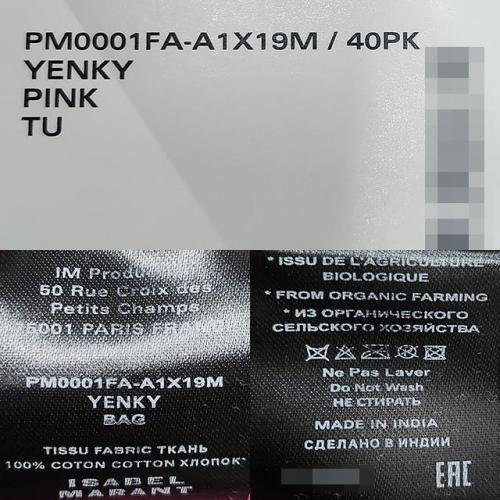 PM0001FA-A1X19M / 40PK
YENKY
PINK
TU
IM Produ
50 Rue Croix des
Petits Champs
75001 PARIS FRANCE
PM0001FA-A1X19M
YENKY
BAG
TISSU FABRIC ТКАНЬ
100% COTON COTTON ХЛОПОК*
ISABEL
MARANT
* ISSU DE L'AGRICULTURE
BIOLOGIQUE
* FROM ORGANIC FARMING
* ИЗ ОРГАНИЧЕСКОГО
СЕЛЬСКОГО ХОЗЯЙСТВА
Ne Pas Laver
Do Not Wash
НЕ СТИРАТЬ
MADE IN INDIA
СДЕЛАНО В ИНДИИ
EAC